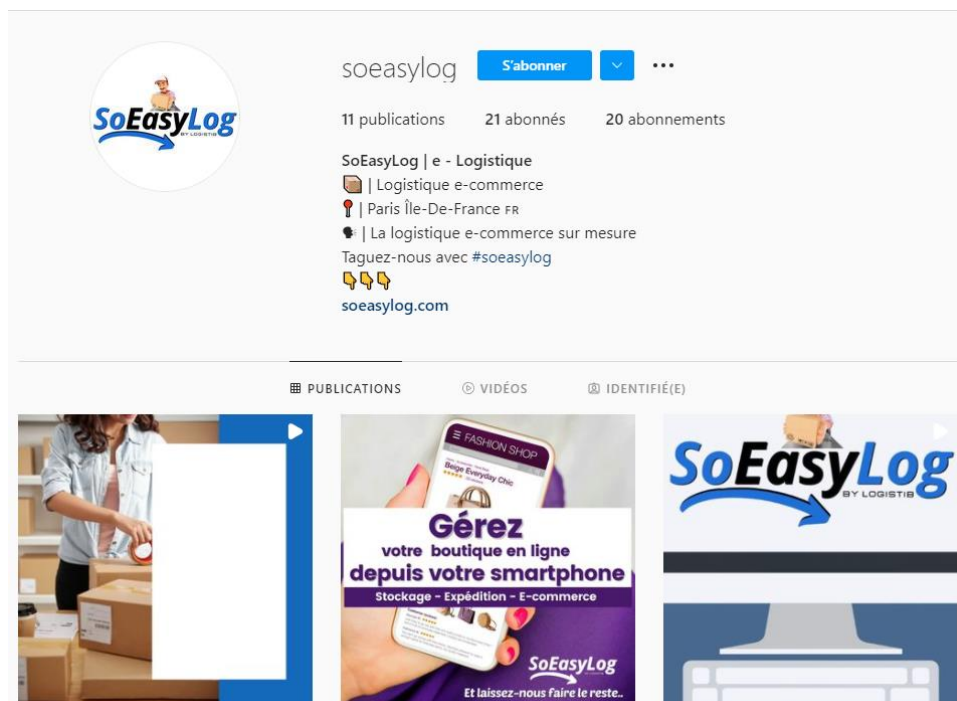 soeasylog
S'abonner
11 publications 21 abonnés 20 abonnements
SoEasyLog
BY LOGISTIB
SoEasyLog | e - Logistique
| Logistique e-commerce
| Paris Île-De-France FR
| La logistique e-commerce sur mesure
Taguez-nous avec #soeasylog
soeasylog.com
PUBLICATIONS VIDÉOS IDENTIFIÉ(E)
FASHION SHOP
Beige Everyday Chic
Gérez
votre boutique en ligne
depuis votre smartphone
Stockage - Expédition - E-commerce
SoEasyLog
Et laissez-nous faire le reste..
SoEasyLog
BY LOGISTIB